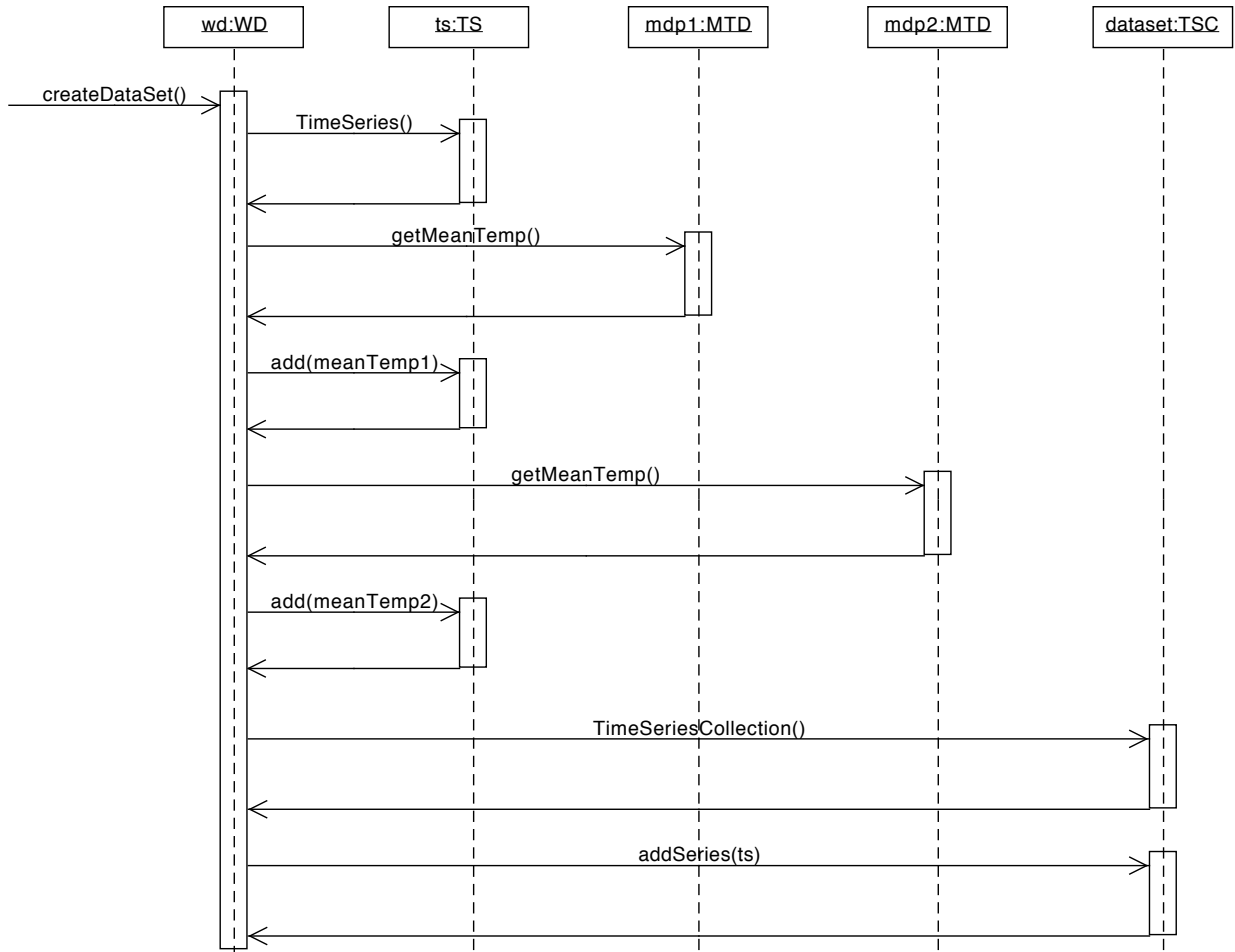 wd:WD
ts:TS
mdp1:MTD
mdp2:MTD
dataset:TSC
createDataSet()
TimeSeries()
getMeanTemp()
add(meanTemp1)
getMeanTemp()
add(meanTemp2)
TimeSeriesCollection()
addSeries(ts)